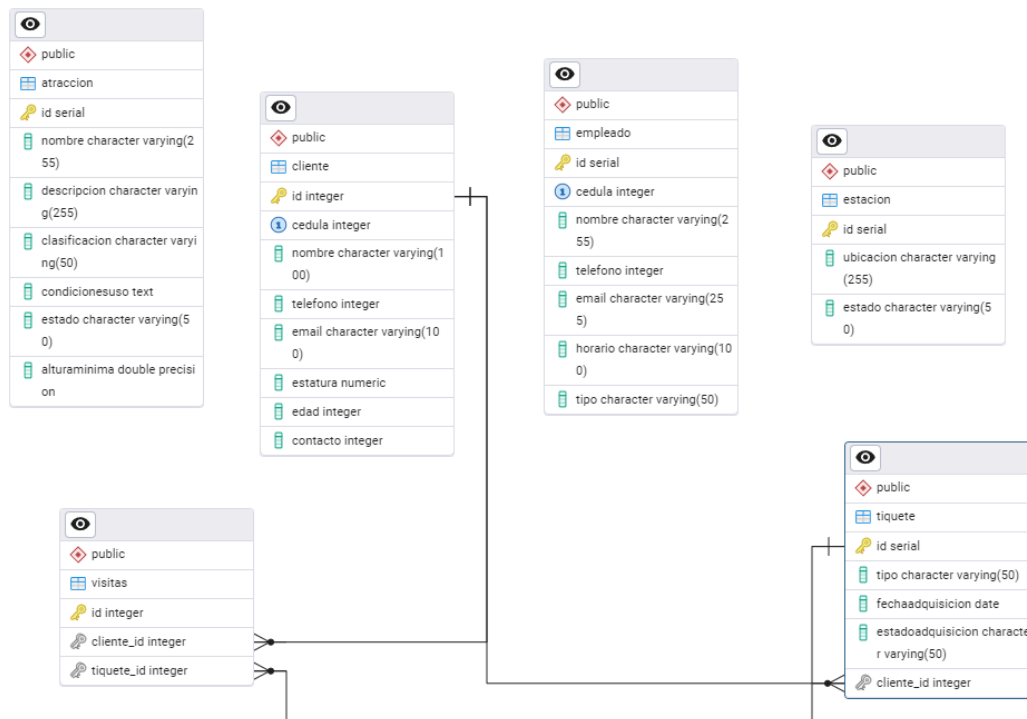 public
atraccion
id serial
nombre character varying(2
55)
descripcion character varyin
g(255)
clasificacion character varyi
ng(50)
condicionesuso text
estado character varying(5
0)
alturaminima double precisi
on
public
cliente
id integer
1
cedula integer
nombre character varying(1
00)
telefono integer
email character varying(10
0)
estatura numeric
edad integer
contacto integer
public
empleado
id serial
1
cedula integer
nombre character varying(2
55)
telefono integer
email character varying(25
5)
horario character varying(10
0)
tipo character varying(50)
public
estacion
id serial
ubicacion character varying
(255)
estado character varying(5
0)
public
visitas
id integer
cliente_id integer
tiquete_id integer
public
tiquete
id serial
tipo character varying(50)
fechaadquisicion date
estadoadquisicion characte
r varying(50)
cliente_id integer